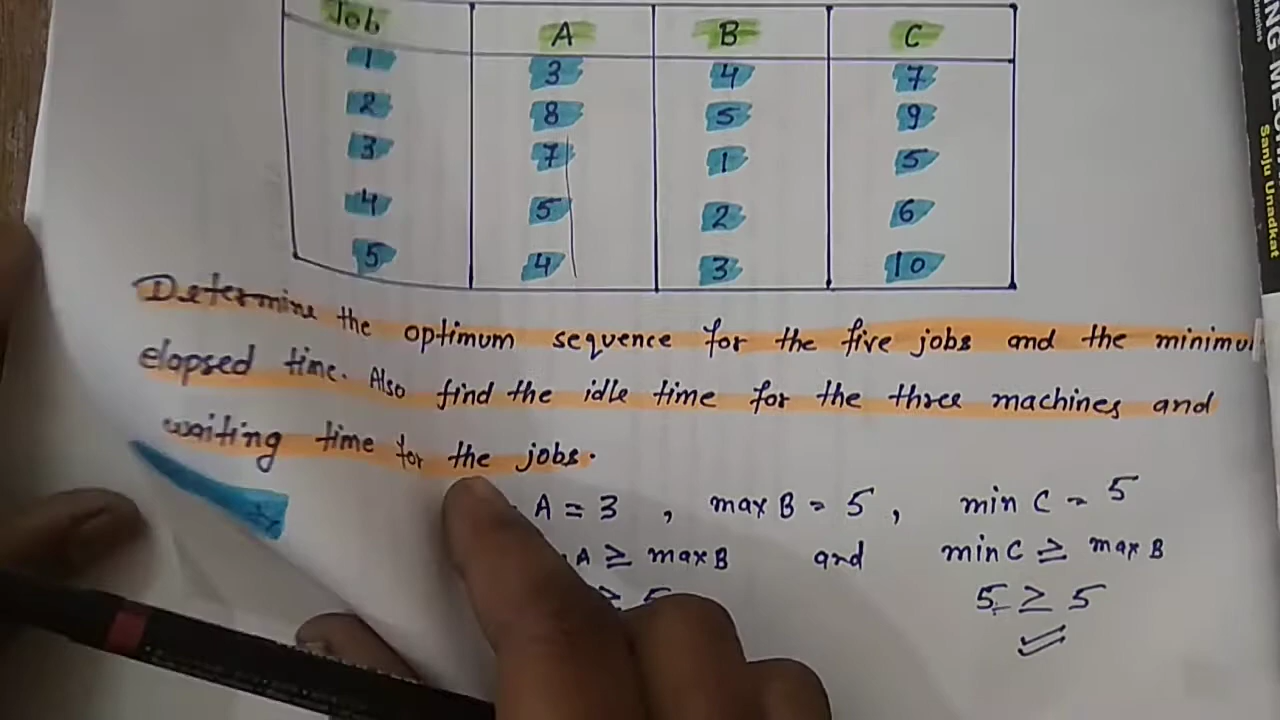 Job A B C
1 3 4 7
2 8 5 9
3 7 1 5
4 5 2 6
5 4 3 10
Determine the optimum sequence for the five jobs and the minimu
elapsed time. Also find the idle time for the three machines and
waiting time for the jobs.
A = 3 , max B = 5 , min C = 5
A ≥ max B and min C ≥ max B
≥ 5 5 ≥ 5
Sanju Unadkat